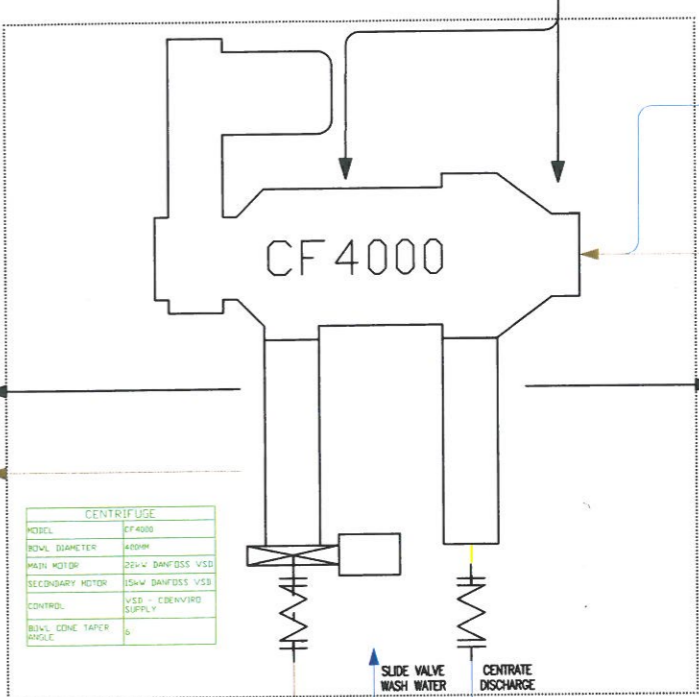 CF4000
CENTRIFUGE
MODEL CF4000
BOWL DIAMETER 400MM
MAIN MOTOR 22kW DANFOSS VSD
SECONDARY MOTOR 15kW DANFOSS VSD
CONTROL VSD - CDENVIRO
SUPPLY
BOWL CONE TAPER
ANGLE 6
SLIDE VALVE
WASH WATER
CENTRATE
DISCHARGE